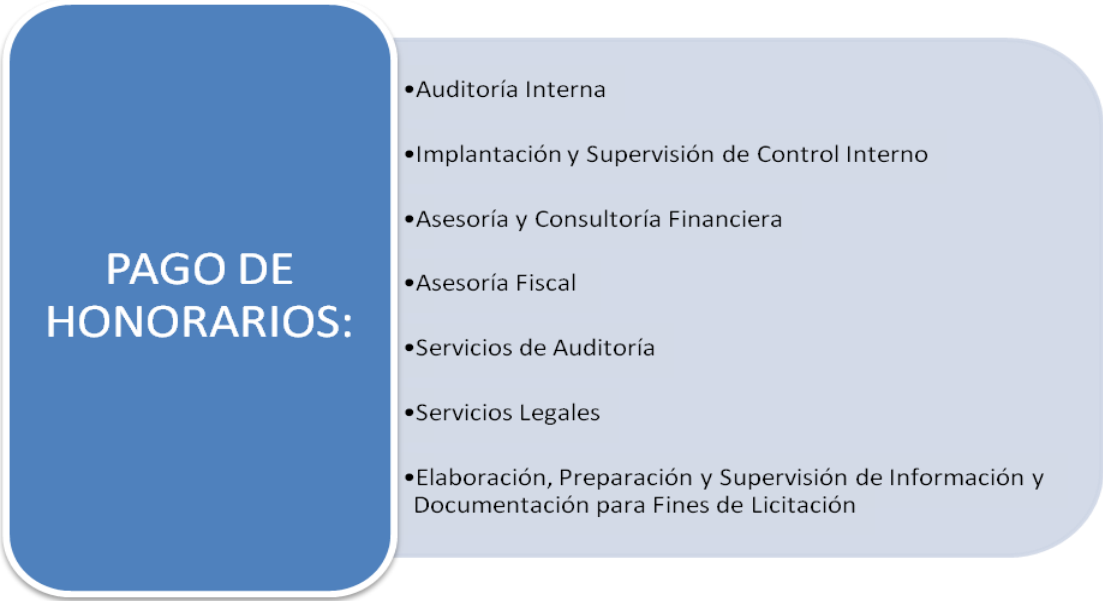 PAGO DE
HONORARIOS:
•Auditoría Interna
•Implantación y Supervisión de Control Interno
•Asesoría y Consultoría Financiera
•Asesoría Fiscal
•Servicios de Auditoría
•Servicios Legales
•Elaboración, Preparación y Supervisión de Información y
Documentación para Fines de Licitación